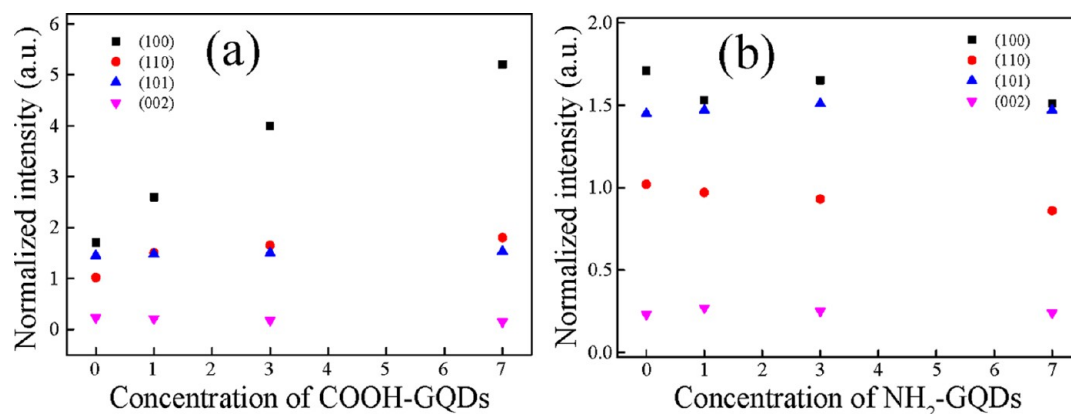 Normalized intensity (a.u.)
6
5
4
3
2
1
0
(a)
(100)
(110)
(101)
(002)
0 1 2 3 4 5 6 7
Concentration of COOH-GQDs
Normalized intensity (a.u.)
2.0
1.5
1.0
0.5
0.0
(b)
(100)
(110)
(101)
(002)
0 1 2 3 4 5 6 7
Concentration of NH2-GQDs